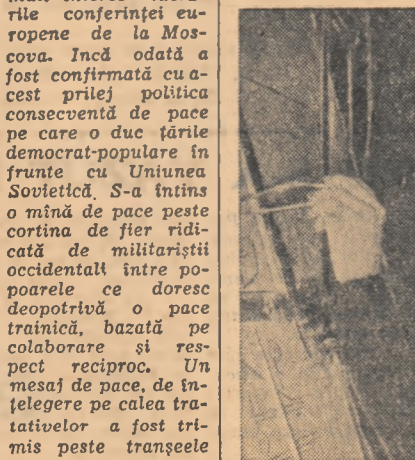 rile conferinței eu-
ropene de la Mos-
cova. Incă odată a
fost confirmată cu a-
cest prilej politica
consecventă de pace
pe care o duc țările
democrat-populare în
frunte cu Uniunea
Sovietică. S-a întins
o mînă de pace peste
cortina de fier ridi-
cată de militariștii
occidentali între po-
poarele ce doresc
deopotrivă o pace
trainică, bazată pe
colaborare și res-
pect reciproc. Un
mesaj de pace, de în-
țelegere pe calea tra-
tativelor a fost tri-
mis peste tranșeele